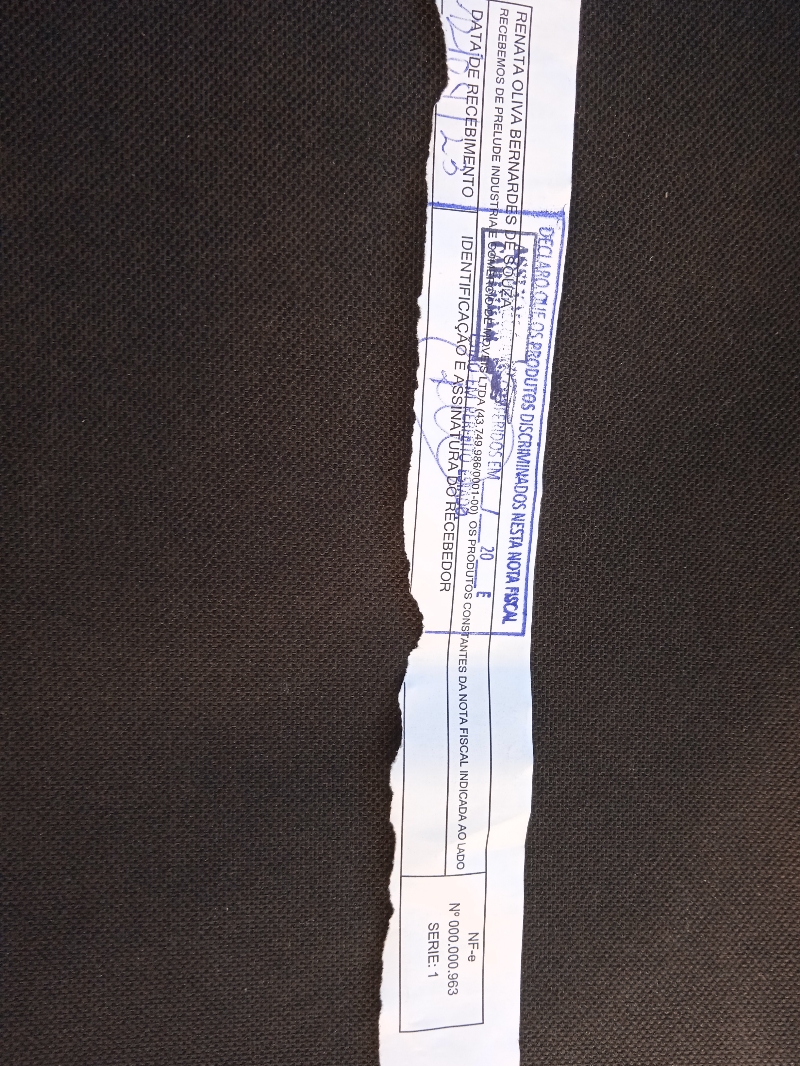 RENATA OLIVA BERNARDES DE SOUZA
RECEBEMOS DE PRELUDE INDUSTRIA E COMERCIO DE MOVEIS LTDA (43.749.986/0001-00) OS PRODUTOS CONSTANTES DA NOTA FISCAL INDICADA AO LADO
DATA DE RECEBIMENTO
IDENTIFICAÇÃO E ASSINATURA DO RECEBEDOR
NF-e
Nº 000.000.963
SERIE: 1
DECLARO QUE OS PRODUTOS DISCRIMINADOS NESTA NOTA FISCAL
EM / 20 E